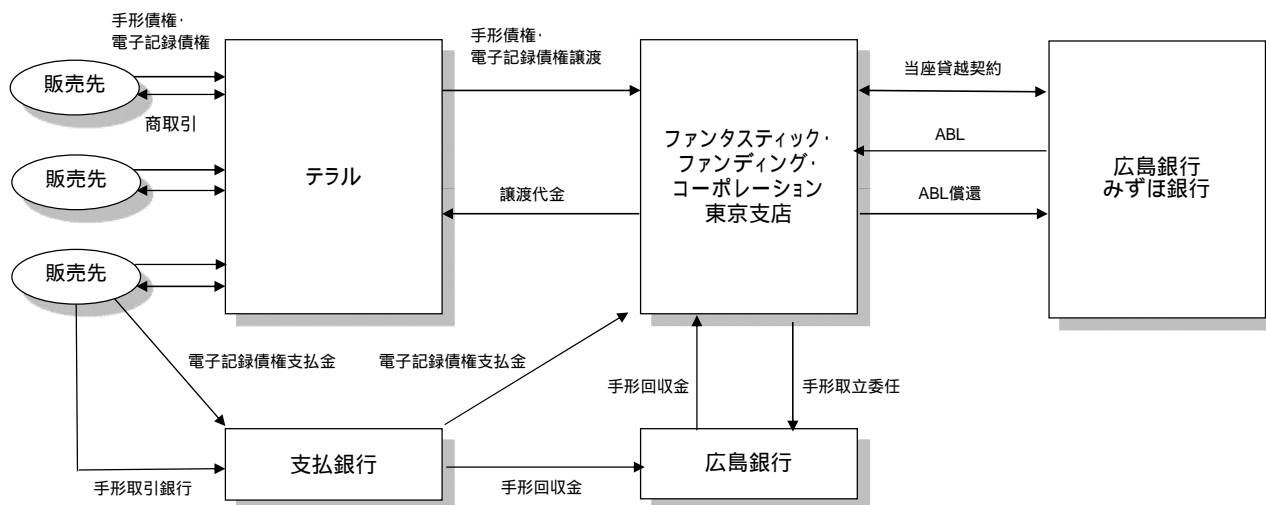 手形債権・
電子記録債権
販売先
商取引
販売先
販売先
テラル
手形債権・
電子記録債権譲渡
譲渡代金
ファンタスティック・
ファンディング・
コーポレーション
東京支店
当座貸越契約
ABL
ABL償還
広島銀行
みずほ銀行
電子記録債権支払金
電子記録債権支払金
手形回収金
手形取立委任
支払銀行
広島銀行
手形取引銀行
手形回収金